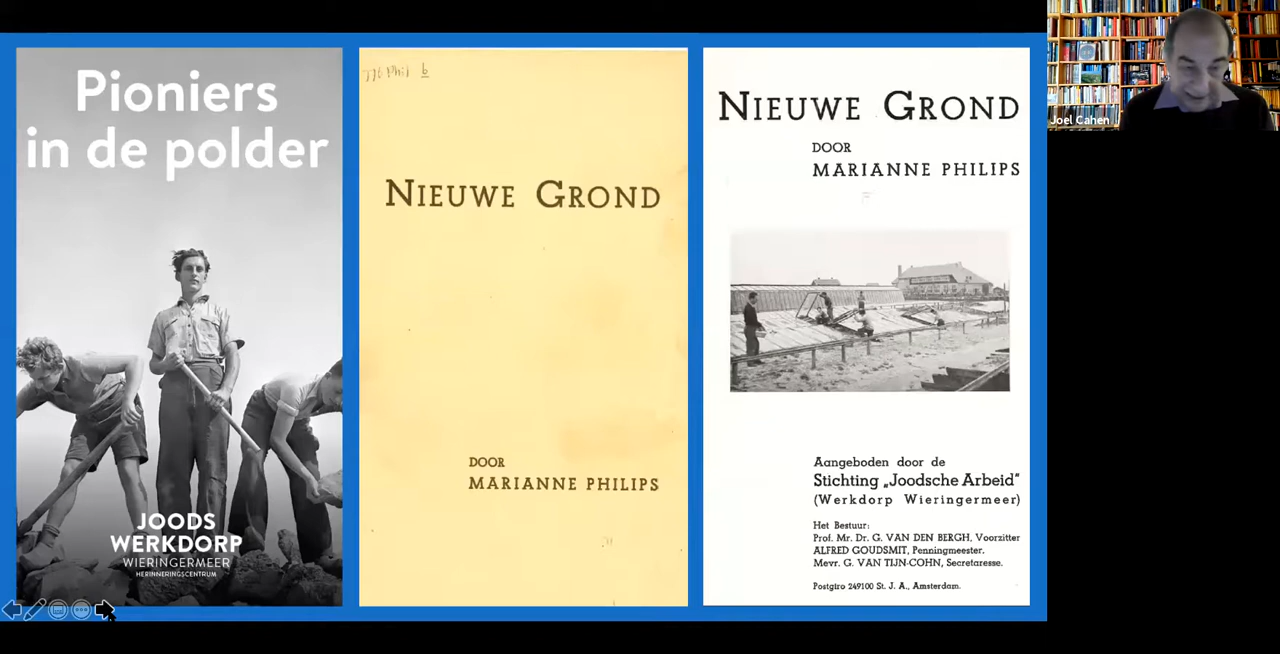 Pioniers
in de polder
JOODS
WERKDORP
WIERINGERMEER
HERINNERINGSCENTRUM
NIEUWE GROND
DOOR
MARIANNE PHILIPS
NIEUWE GROND
DOOR
MARIANNE PHILIPS
Aangeboden door de
Stichting „Joodsche Arbeid"
(Werkdorp Wieringermeer)
Het Bestuur:
Prof. Mr. Dr. G. VAN DEN BERGH, Voorzitter
ALFRED GOUDSMIT, Penningmeester.
Mevr. G. VAN TIJN-COHN, Secretaresse.
Postgiro 249100 St. J. A., Amsterdam.
Joel Cahen